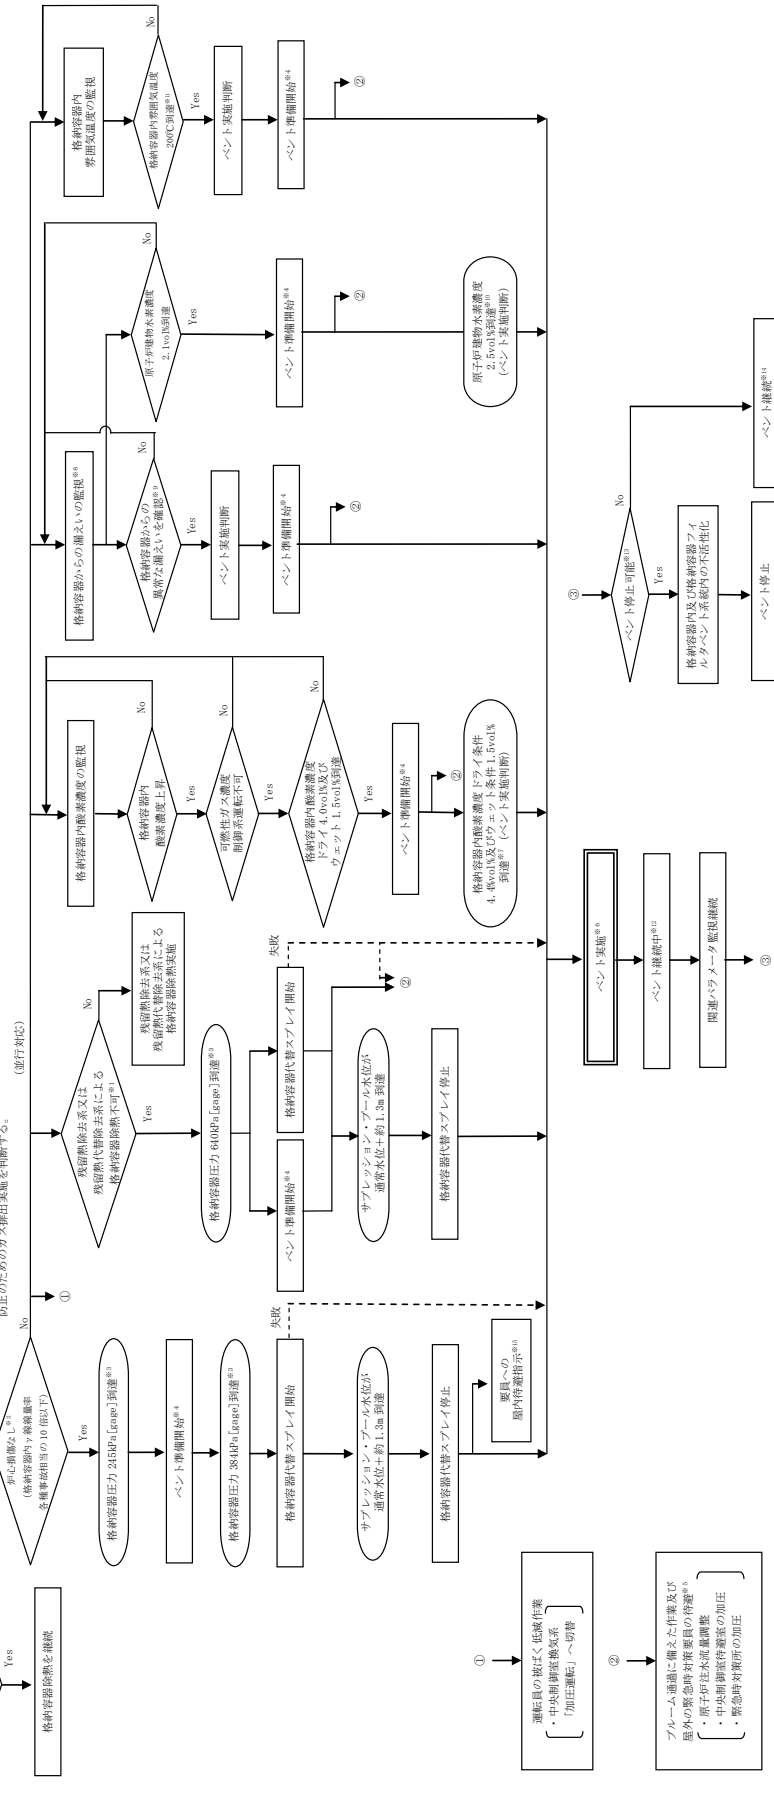 防止のためのガス排出実施を判断する。
(並行対応)
Yes
格納容器除熱を継続
炉心損傷なし※2
(格納容器内γ線線量率
各種事故相当の10倍以下)
No
①
Yes
格納容器圧力 245kPa[gage]到達※3
ベント準備開始※4
格納容器圧力 384kPa[gage]到達※3
格納容器代替スプレイ開始
失敗
サプレッション・プール水位が
通常水位＋約1.3m到達
格納容器代替スプレイ停止
要員への
屋内待避指示※15
残留熱除去系又は
残留熱代替除去系による
格納容器除熱不可※1
No
残留熱除去系又は
残留熱代替除去系による
格納容器除熱実施
Yes
格納容器圧力 640kPa[gage]到達※3
ベント準備開始※4
格納容器代替スプレイ開始
失敗
②
サプレッション・プール水位が
通常水位＋約1.3m到達
格納容器代替スプレイ停止
格納容器内酸素濃度の監視
格納容器内
酸素濃度上昇
No
Yes
可燃性ガス濃度
制御系運転不可
No
Yes
格納容器内酸素濃度
ドライ4.0vol%及び
ウェット1.5vol%到達
No
Yes
ベント準備開始※4
②
格納容器内酸素濃度ドライ条件
4.4%vol%及びウェット条件1.5vol%
到達※7 (ベント実施判断)
格納容器からの漏えいの監視※8
格納容器からの
異常な漏えいを確認※9
No
Yes
ベント実施判断
ベント準備開始※4
②
原子炉建物水素濃度
2.1vol%到達
No
Yes
ベント準備開始※4
②
原子炉建物水素濃度
2.5vol%到達※10
(ベント実施判断)
格納容器内
雰囲気温度の監視
格納容器内雰囲気温度
200℃到達※11
No
Yes
ベント実施判断
ベント準備開始※4
②
ベント実施※6
ベント継続中※12
関連パラメータ監視継続
③
③
ベント停止可能※13
No
Yes
格納容器内及び格納容器フィ
ルタベント系統内の不活性化
ベント停止
ベント継続※14
①
運転員の被ばく低減作業
・中央制御室換気系
「加圧運転」へ切替
②
プルーム通過に備えた作業及び
屋外の緊急時対策要員の待避※5
・原子炉注水流量調整
・中央制御室待避室の加圧
・緊急時対策所の加圧